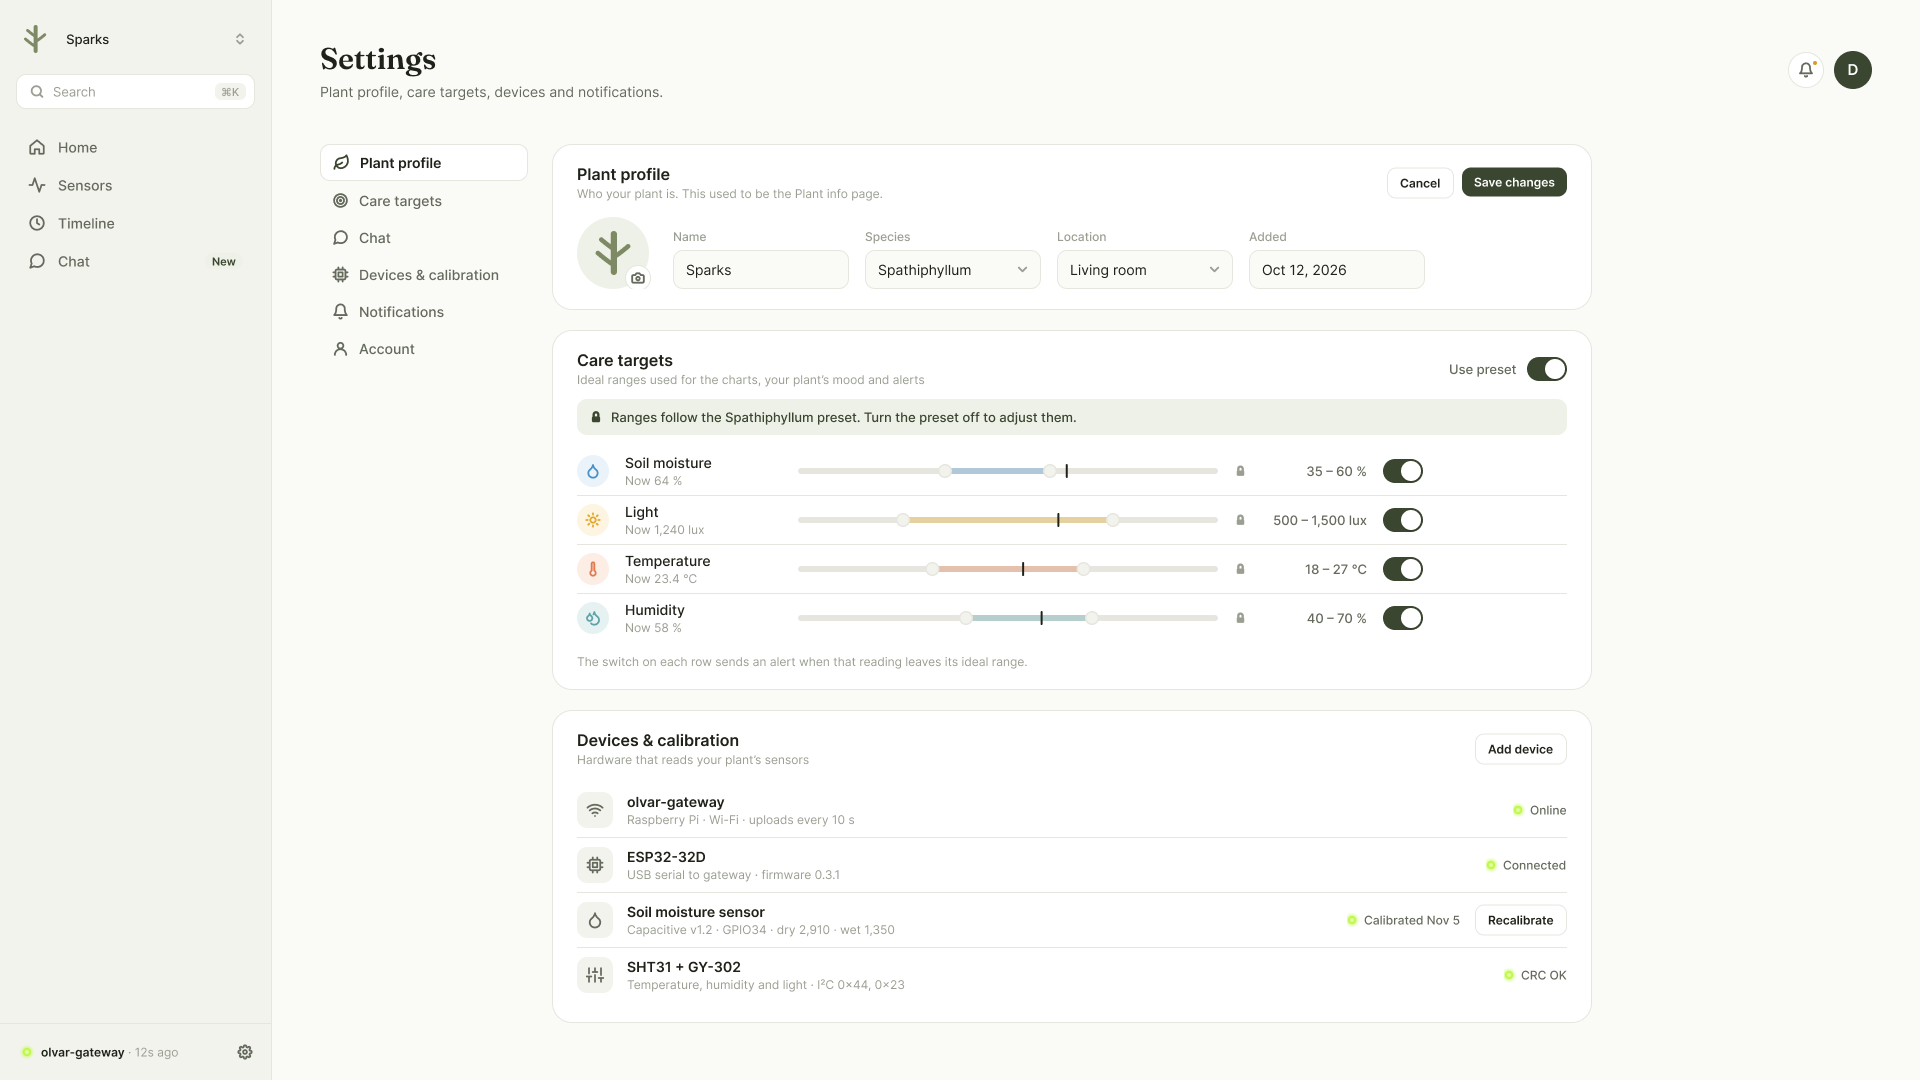 Sparks
Search
⌘K
Home
Sensors
Timeline
Chat
New
olvar-gateway · 12s ago
Settings
Plant profile, care targets, devices and notifications.
D
Plant profile
Care targets
Chat
Devices & calibration
Notifications
Account
Plant profile
Who your plant is. This used to be the Plant info page.
Cancel
Save changes
Name
Species
Location
Added
Sparks
Spathiphyllum
Living room
Oct 12, 2026
Care targets
Ideal ranges used for the charts, your plant’s mood and alerts
Use preset
Ranges follow the Spathiphyllum preset. Turn the preset off to adjust them.
Soil moisture
Now 64 %
35 – 60 %
Light
Now 1,240 lux
500 – 1,500 lux
Temperature
Now 23.4 °C
18 – 27 °C
Humidity
Now 58 %
40 – 70 %
The switch on each row sends an alert when that reading leaves its ideal range.
Devices & calibration
Hardware that reads your plant’s sensors
Add device
olvar-gateway
Raspberry Pi · Wi-Fi · uploads every 10 s
Online
ESP32-32D
USB serial to gateway · firmware 0.3.1
Connected
Soil moisture sensor
Capacitive v1.2 · GPIO34 · dry 2,910 · wet 1,350
Calibrated Nov 5
Recalibrate
SHT31 + GY-302
Temperature, humidity and light · I²C 0×44, 0×23
CRC OK